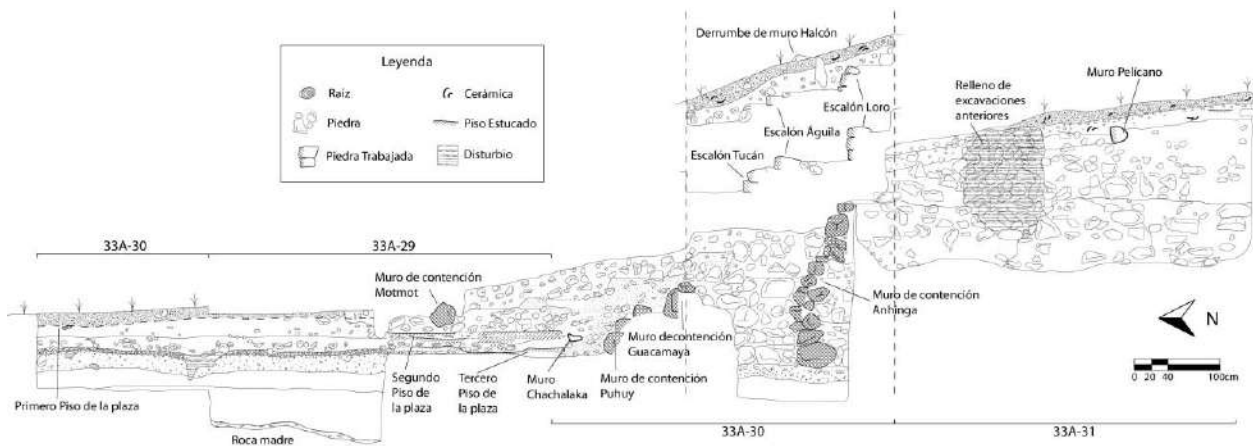 Derrumbe de muro Halcón
Leyenda
Raíz
Cerámica
Piedra
Piso Estucado
Piedra Trabajada
Disturbio
Relleno de
excavaciones
anteriores
Muro Pelícano
Escalón Loro
Escalón Águila
Escalón Tucán
33A-30
33A-29
Muro de contención
Motmot
Muro de contención
Anhinga
N
Muro decontención
Guacamaya
0 20 40 100cm
Segundo
Piso de
la plaza
Tercero
Piso de
la plaza
Muro
Chachalaka
Muro de contención
Puhuy
Primero Piso de la plaza
Roca madre
33A-30
33A-31